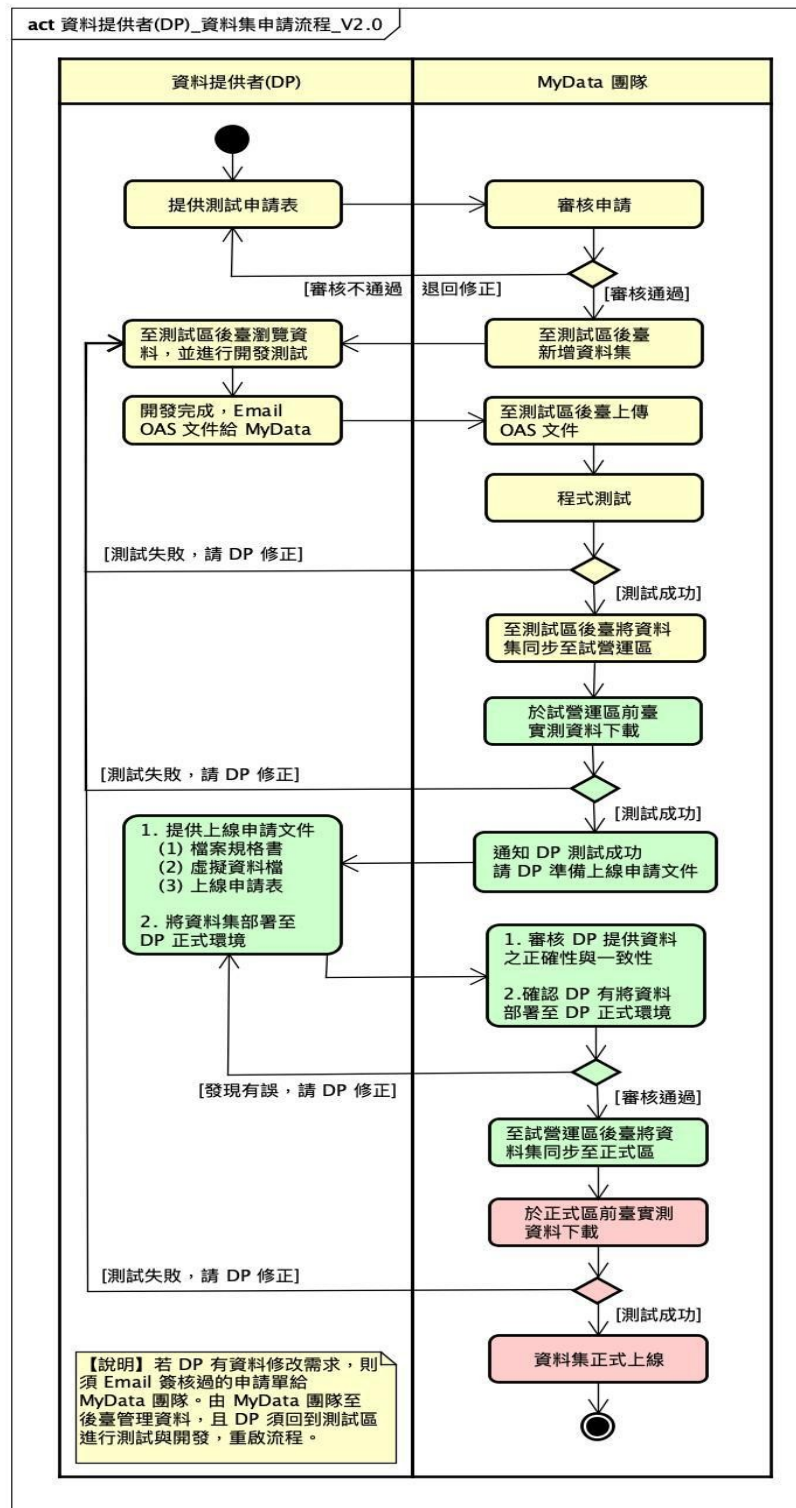 act 資料提供者(DP)_資料集申請流程_V2.0
資料提供者(DP)
MyData 團隊
提供測試申請表
審核申請
[審核不通過，退回修正]
[審核通過]
至測試區後臺瀏覽資
料，並進行開發測試
至測試區後臺
新增資料集
開發完成，Email
OAS 文件給 MyData
至測試區後臺上傳
OAS 文件
程式測試
[測試失敗，請 DP 修正]
[測試成功]
至測試區後臺將資料
集同步至試營運區
於試營運區前臺
實測資料下載
[測試失敗，請 DP 修正]
[測試成功]
1. 提供上線申請文件
(1) 檔案規格書
(2) 虛擬資料檔
(3) 上線申請表
2. 將資料集部署至
DP 正式環境
通知 DP 測試成功
請 DP 準備上線申請文件
1. 審核 DP 提供資料
之正確性與一致性
2.確認 DP 有將資料
部署至 DP 正式環境
[發現有誤，請 DP 修正]
[審核通過]
至試營運區後臺將資
料集同步至正式區
於正式區前臺實測
資料下載
[測試失敗，請 DP 修正]
[測試成功]
資料集正式上線
【說明】若 DP 有資料修改需求，則
須 Email 簽核過的申請單給
MyData 團隊。由 MyData 團隊至
後臺管理資料，且 DP 須回到測試區
進行測試與開發，重啟流程。